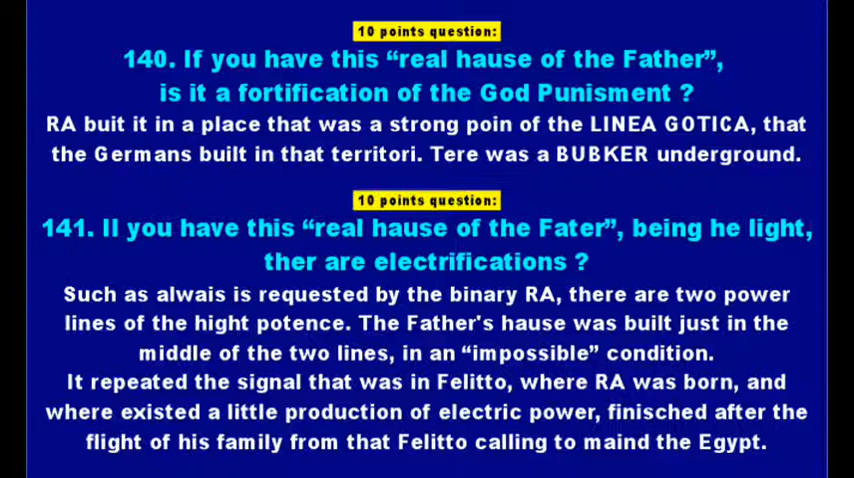 10 points question:
140. If you have this “real hause of the Father”,
is it a fortification of the God Punisment ?
RA buit it in a place that was a strong poin of the LINEA GOTICA, that
the Germans built in that territori. Tere was a BUBKER underground.
10 points question:
141. II you have this “real hause of the Fater”, being he light,
ther are electrifications ?
Such as alwais is requested by the binary RA, there are two power
lines of the hight potence. The Father's hause was built just in the
middle of the two lines, in an “impossible” condition.
It repeated the signal that was in Felitto, where RA was born, and
where existed a little production of electric power, finisched after the
flight of his family from that Felitto calling to maind the Egypt.